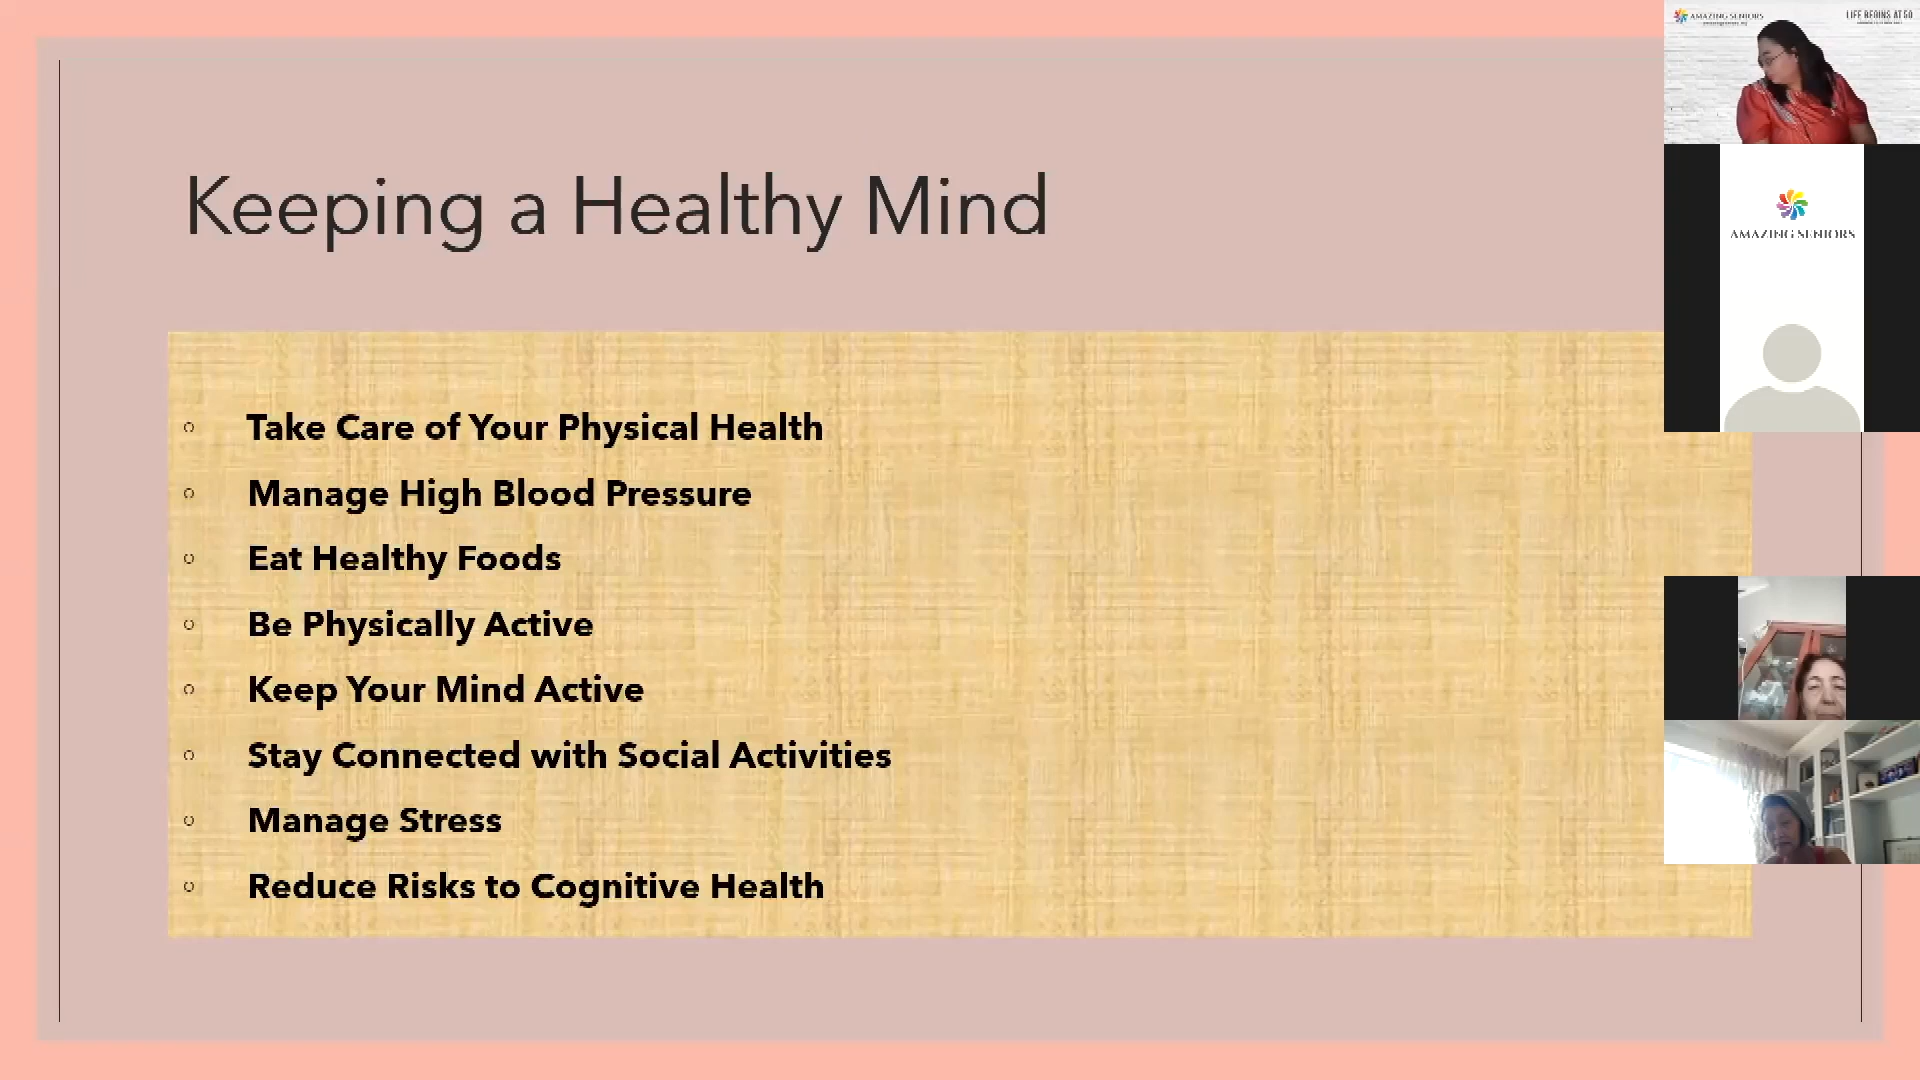 Keeping a Healthy Mind
Take Care of Your Physical Health
Manage High Blood Pressure
Eat Healthy Foods
Be Physically Active
Keep Your Mind Active
Stay Connected with Social Activities
Manage Stress
Reduce Risks to Cognitive Health
AMAZING SENIORS
LIFE BEGINS AT 50
AMAZING SENIORS